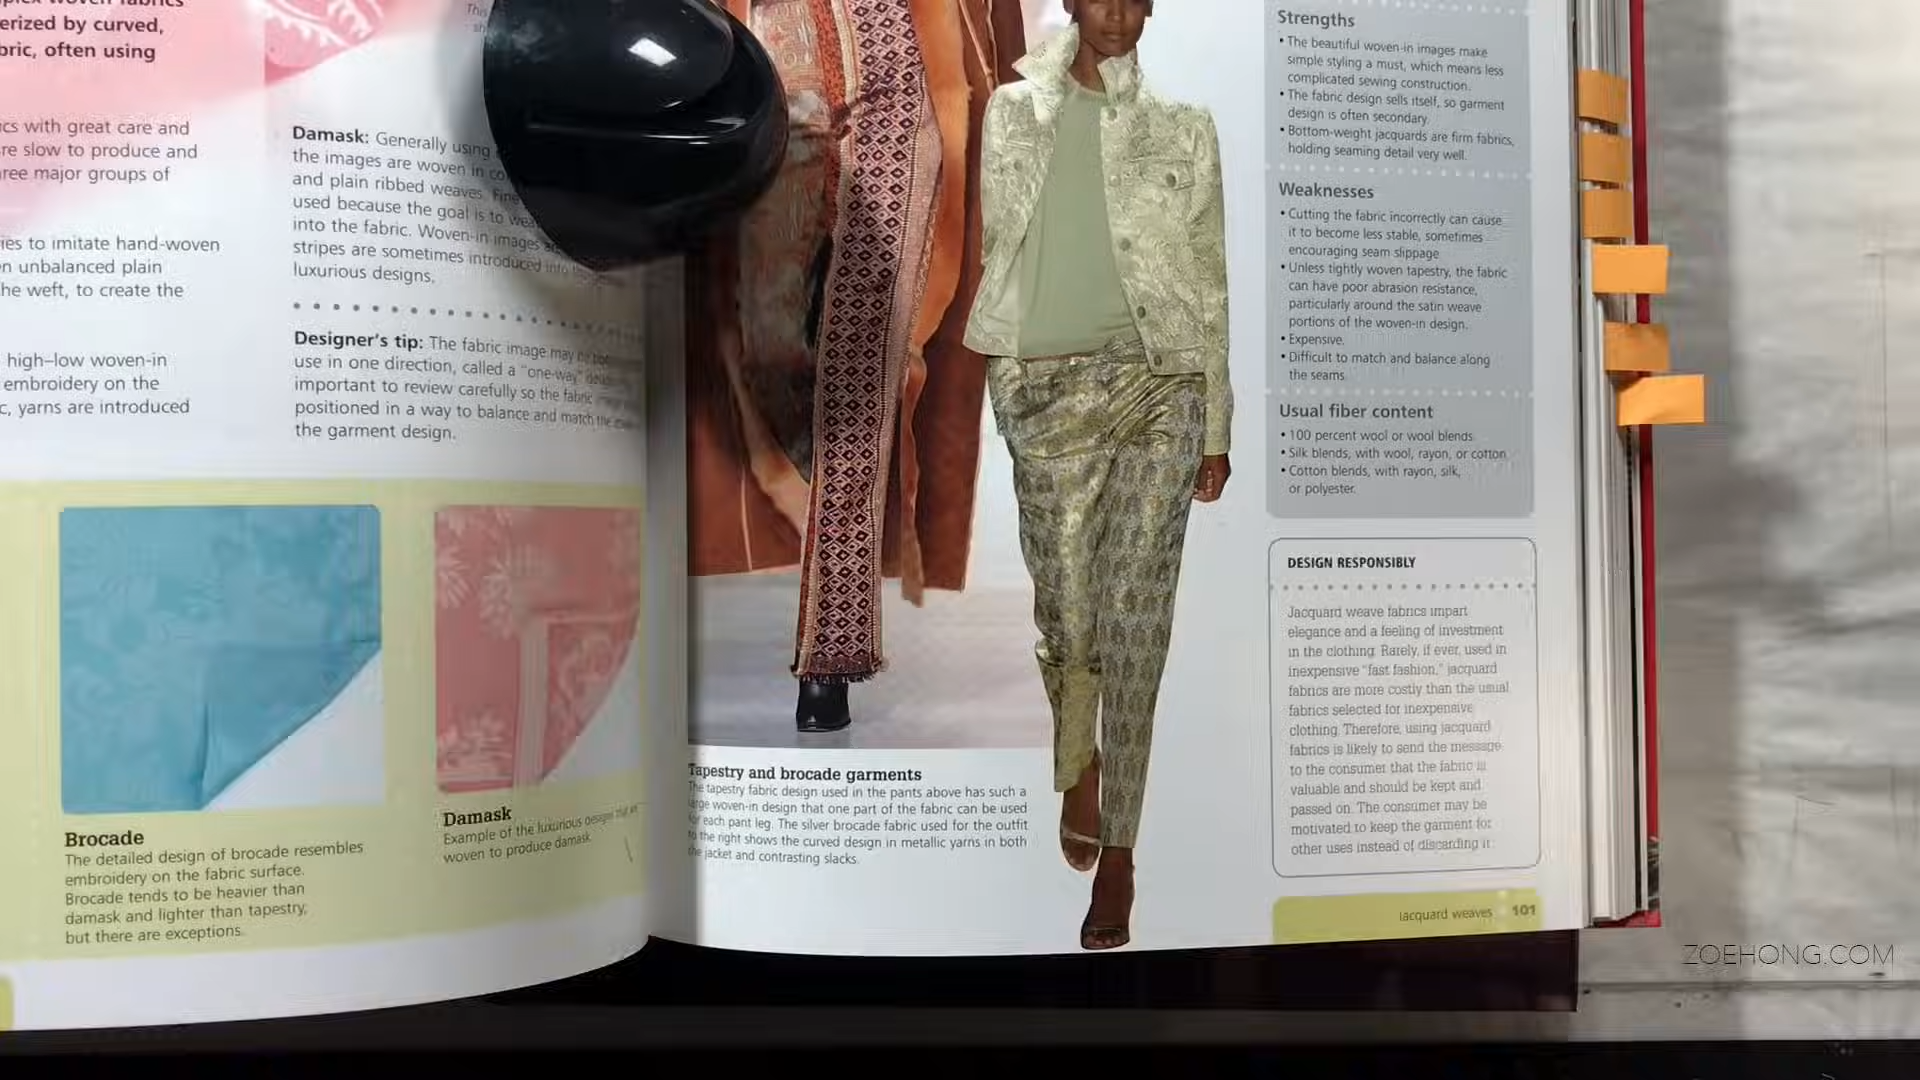 plex woven fabrics
erized by curved,
bric, often using
ics with great care and
re slow to produce and
ree major groups of
ies to imitate hand-woven
n unbalanced plain
he weft, to create the
high–low woven-in
embroidery on the
c, yarns are introduced
This
Damask: Generally using
the images are woven in
and plain ribbed weaves. Fine
used because the goal is to
into the fabric. Woven-in images
stripes are sometimes introduced into
luxurious designs.
Designer's tip: The fabric image may
use in one direction, called a "one-way"
important to review carefully so the fabric
positioned in a way to balance and match the
the garment design.
Brocade
The detailed design of brocade resembles
embroidery on the fabric surface.
Brocade tends to be heavier than
damask and lighter than tapestry,
but there are exceptions.
Damask
Example of the luxurious designs that are
woven to produce damask.
Tapestry and brocade garments
The tapestry fabric design used in the pants above has such a
large woven-in design that one part of the fabric can be used
for each pant leg. The silver brocade fabric used for the outfit
to the right shows the curved design in metallic yarns in both
the jacket and contrasting slacks.
Strengths
• The beautiful woven-in images make
simple styling a must, which means less
complicated sewing construction.
• The fabric design sells itself, so garment
design is often secondary.
• Bottom-weight jacquards are firm fabrics,
holding seaming detail very well.
Weaknesses
• Cutting the fabric incorrectly can cause
it to become less stable, sometimes
encouraging seam slippage
• Unless tightly woven tapestry, the fabric
can have poor abrasion resistance,
particularly around the satin weave
portions of the woven-in design.
• Expensive.
• Difficult to match and balance along
the seams.
Usual fiber content
• 100 percent wool or wool blends.
• Silk blends, with wool, rayon, or cotton.
• Cotton blends, with rayon, silk,
or polyester.
DESIGN RESPONSIBLY
Jacquard weave fabrics impart
elegance and a feeling of investment
in the clothing. Rarely, if ever, used in
inexpensive "fast fashion," jacquard
fabrics are more costly than the usual
fabrics selected for inexpensive
clothing. Therefore, using jacquard
fabrics is likely to send the message
to the consumer that the fabric is
valuable and should be kept and
passed on. The consumer may be
motivated to keep the garment for
other uses instead of discarding it.
Jacquard weaves 101
ZOEHONG.COM